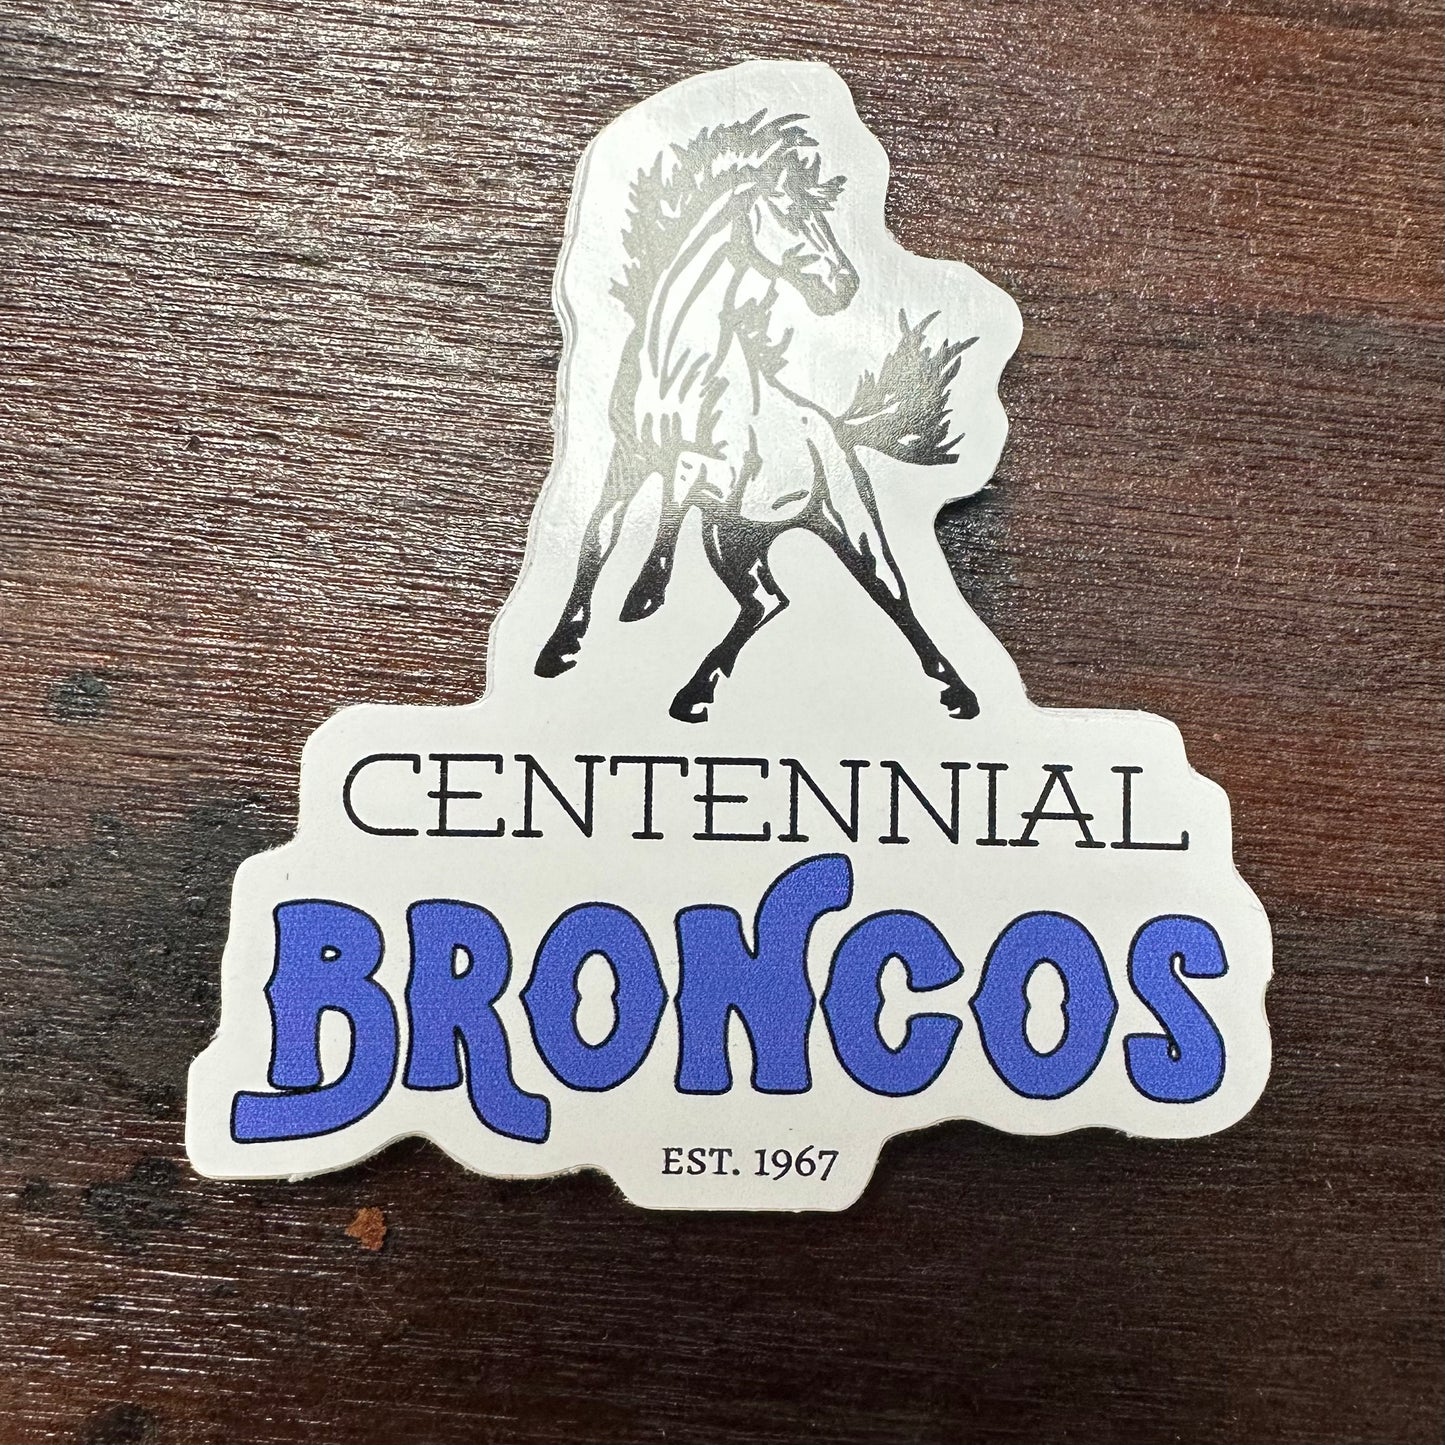 CENTENNIAL
BRONCOS
EST. 1967